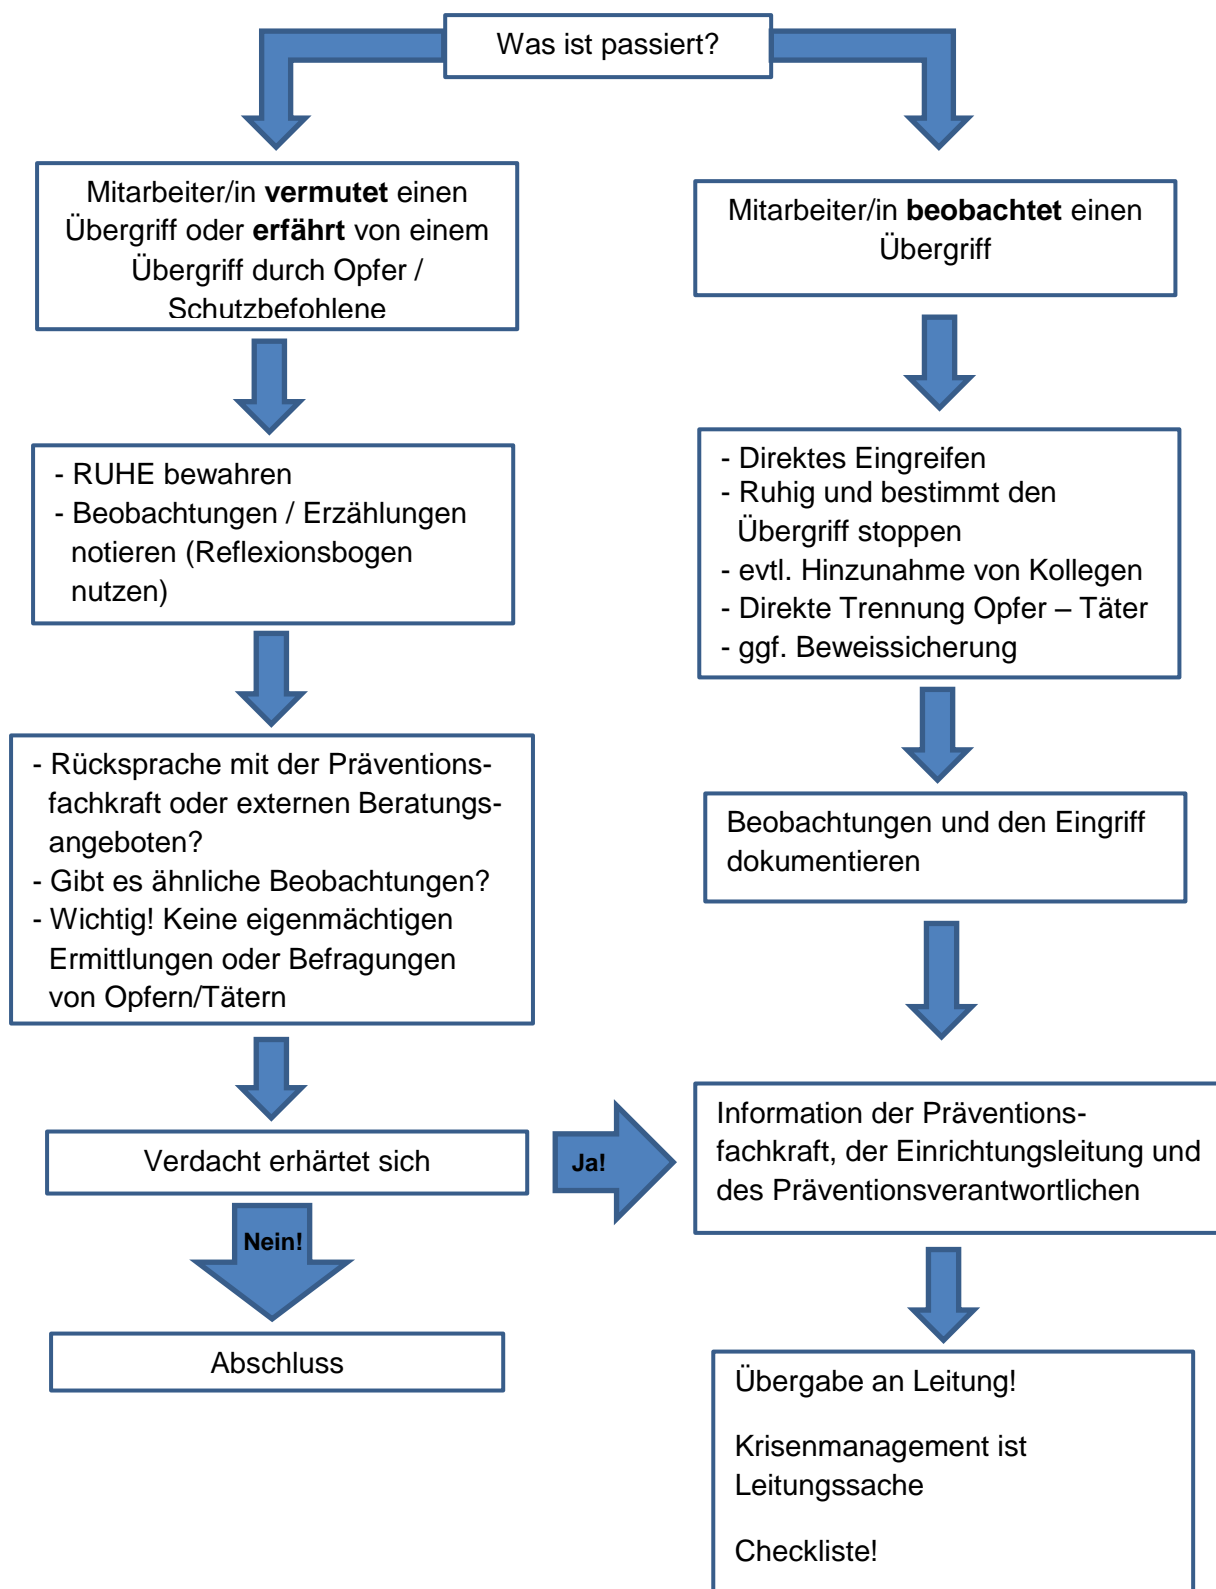 Was ist passiert?
Mitarbeiter/in vermutet einen
Übergriff oder erfährt von einem
Übergriff durch Opfer /
Schutzbefohlene
- RUHE bewahren
- Beobachtungen / Erzählungen
notieren (Reflexionsbogen
nutzen)
- Rücksprache mit der Präventions-
fachkraft oder externen Beratungs-
angeboten?
- Gibt es ähnliche Beobachtungen?
- Wichtig! Keine eigenmächtigen
Ermittlungen oder Befragungen
von Opfern/Tätern
Verdacht erhärtet sich
Ja!
Nein!
Abschluss
Mitarbeiter/in beobachtet einen
Übergriff
- Direktes Eingreifen
- Ruhig und bestimmt den
Übergriff stoppen
- evtl. Hinzunahme von Kollegen
- Direkte Trennung Opfer – Täter
- ggf. Beweissicherung
Beobachtungen und den Eingriff
dokumentieren
Information der Präventions-
fachkraft, der Einrichtungsleitung und
des Präventionsverantwortlichen
Übergabe an Leitung!
Krisenmanagement ist
Leitungssache
Checkliste!